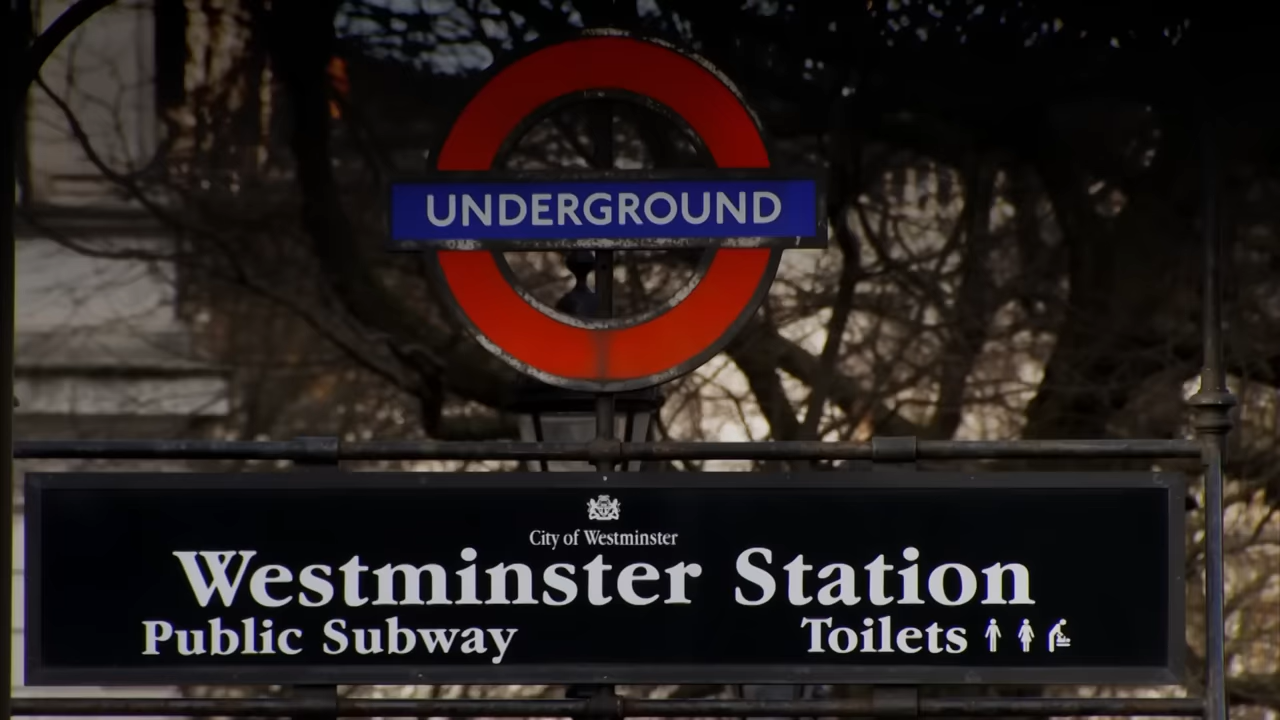 UNDERGROUND
City of Westminster
Westminster Station
Public Subway
Toilets